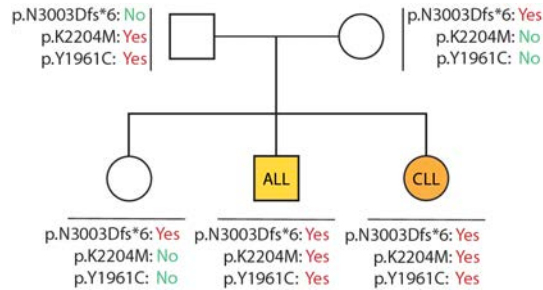 p.N3003Dfs*6: No
p.K2204M: Yes
p.Y1961C: Yes
p.N3003Dfs*6: Yes
p.K2204M: No
p.Y1961C: No
ALL
CLL
p.N3003Dfs*6: Yes
p.K2204M: No
p.Y1961C: No
p.N3003Dfs*6: Yes
p.K2204M: Yes
p.Y1961C: Yes
p.N3003Dfs*6: Yes
p.K2204M: Yes
p.Y1961C: Yes